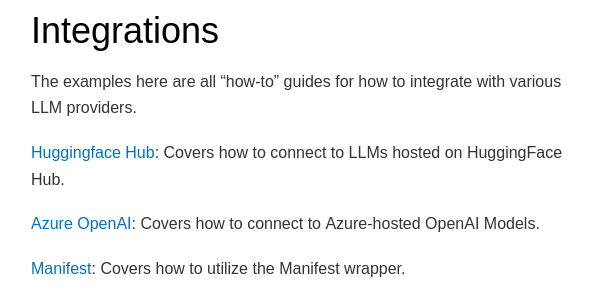 Integrations
The examples here are all “how-to” guides for how to integrate with various
LLM providers.
Huggingface Hub: Covers how to connect to LLMs hosted on HuggingFace
Hub.
Azure OpenAI: Covers how to connect to Azure-hosted OpenAI Models.
Manifest: Covers how to utilize the Manifest wrapper.